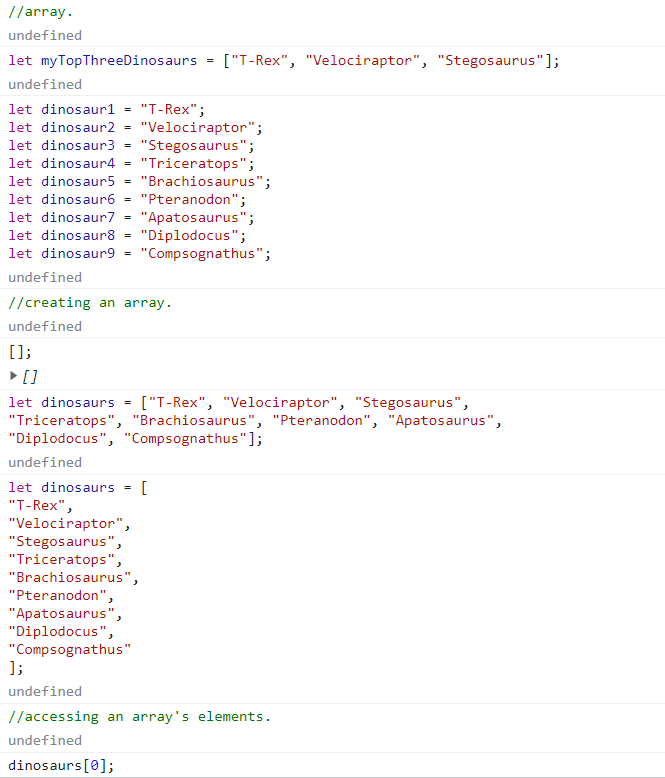 //array.
undefined
let myTopThreeDinosaurs = ["T-Rex", "Velociraptor", "Stegosaurus"];
undefined
let dinosaur1 = "T-Rex";
let dinosaur2 = "Velociraptor";
let dinosaur3 = "Stegosaurus";
let dinosaur4 = "Triceratops";
let dinosaur5 = "Brachiosaurus";
let dinosaur6 = "Pteranodon";
let dinosaur7 = "Apatosaurus";
let dinosaur8 = "Diplodocus";
let dinosaur9 = "Compsognathus";
undefined
//creating an array.
undefined
[];
[]
let dinosaurs = ["T-Rex", "Velociraptor", "Stegosaurus",
"Triceratops", "Brachiosaurus", "Pteranodon", "Apatosaurus",
"Diplodocus", "Compsognathus"];
undefined
let dinosaurs = [
"T-Rex",
"Velociraptor",
"Stegosaurus",
"Triceratops",
"Brachiosaurus",
"Pteranodon",
"Apatosaurus",
"Diplodocus",
"Compsognathus"
];
undefined
//accessing an array's elements.
undefined
dinosaurs[0];